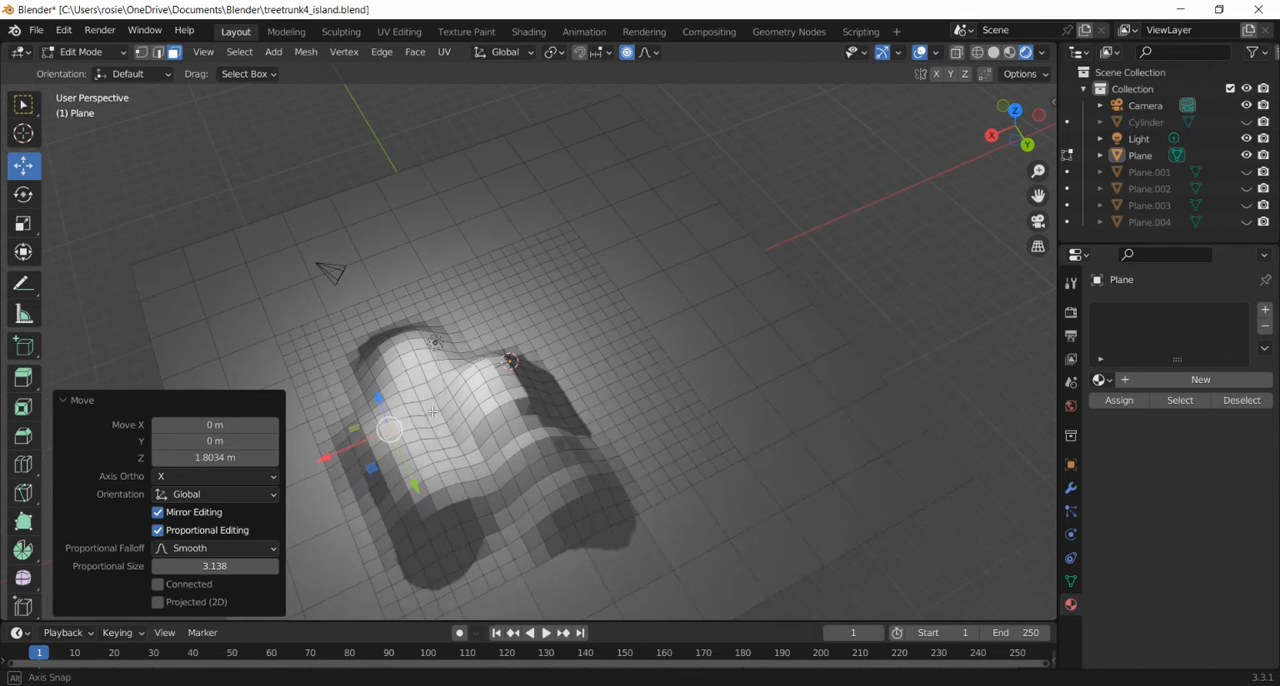 Blender* [C:\Users\rosie\OneDrive\Documents\Blender\treetrunk4_island.blend]
File Edit Render Window Help Layout Modeling Sculpting UV Editing Texture Paint Shading Animation Rendering Compositing Geometry Nodes Scripting + Scene ViewLayer
Edit Mode View Select Add Mesh Vertex Edge Face UV Global
Orientation: Default Drag: Select Box X Y Z Options
User Perspective
(1) Plane
Z
X
Y
Scene Collection
Collection
Camera
Cylinder
Light
Plane
Plane.001
Plane.002
Plane.003
Plane.004
Plane
New
Assign Select Deselect
Move
Move X 0 m
Y 0 m
Z 1.8034 m
Axis Ortho X
Orientation Global
Mirror Editing
Proportional Editing
Proportional Falloff Smooth
Proportional Size 3.138
Connected
Projected (2D)
Playback Keying View Marker 1 Start 1 End 250
1 10 20 30 40 50 60 70 80 90 100 110 120 130 140 150 160 170 180 190 200 210 220 230 240 250
Alt Axis Snap 3.3.1